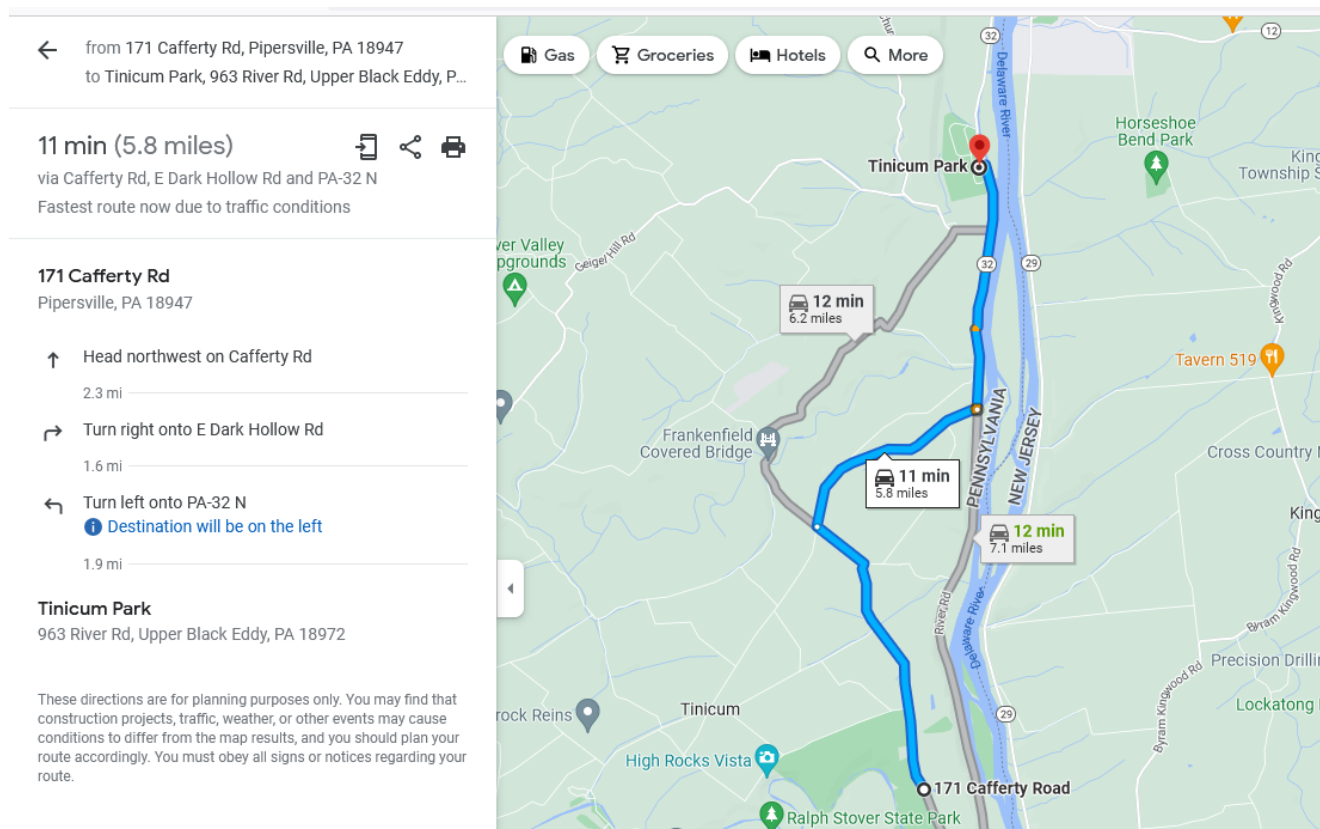 from 171 Cafferty Rd, Pipersville, PA 18947
to Tinicum Park, 963 River Rd, Upper Black Eddy, P...
11 min (5.8 miles)
via Cafferty Rd, E Dark Hollow Rd and PA-32 N
Fastest route now due to traffic conditions
171 Cafferty Rd
Pipersville, PA 18947
Head northwest on Cafferty Rd
2.3 mi
Turn right onto E Dark Hollow Rd
1.6 mi
Turn left onto PA-32 N
Destination will be on the left
1.9 mi
Tinicum Park
963 River Rd, Upper Black Eddy, PA 18972
These directions are for planning purposes only. You may find that
construction projects, traffic, weather, or other events may cause
conditions to differ from the map results, and you should plan your
route accordingly. You must obey all signs or notices regarding your
route.
Gas
Groceries
Hotels
More
32
12
Delaware River
Horseshoe
Bend Park
King
Township S
Tinicum Park
ver Valley
pgrounds
Geigel Hill Rd
32
29
Kingwood Rd
12 min
6.2 miles
Tavern 519
PENNSYLVANIA
NEW JERSEY
Frankenfield
Covered Bridge
Cross Country
11 min
5.8 miles
King
12 min
7.1 miles
River Rd
Delaware River
Byram Kingwood Rd
Byram Kingwood Rd
Precision Drilli
rock Reins
Tinicum
29
Lockatong
High Rocks Vista
171 Cafferty Road
Ralph Stover State Park